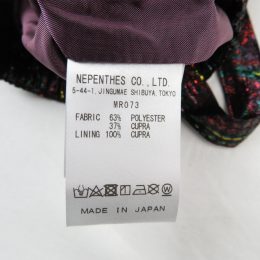 NEPENTHES CO., LTD.
5-44-1, JINGUMAE SHIBUYA, TOKYO
MR073
FABRIC 63% POLYESTER
37% CUPRA
LINING 100% CUPRA
MADE IN JAPAN